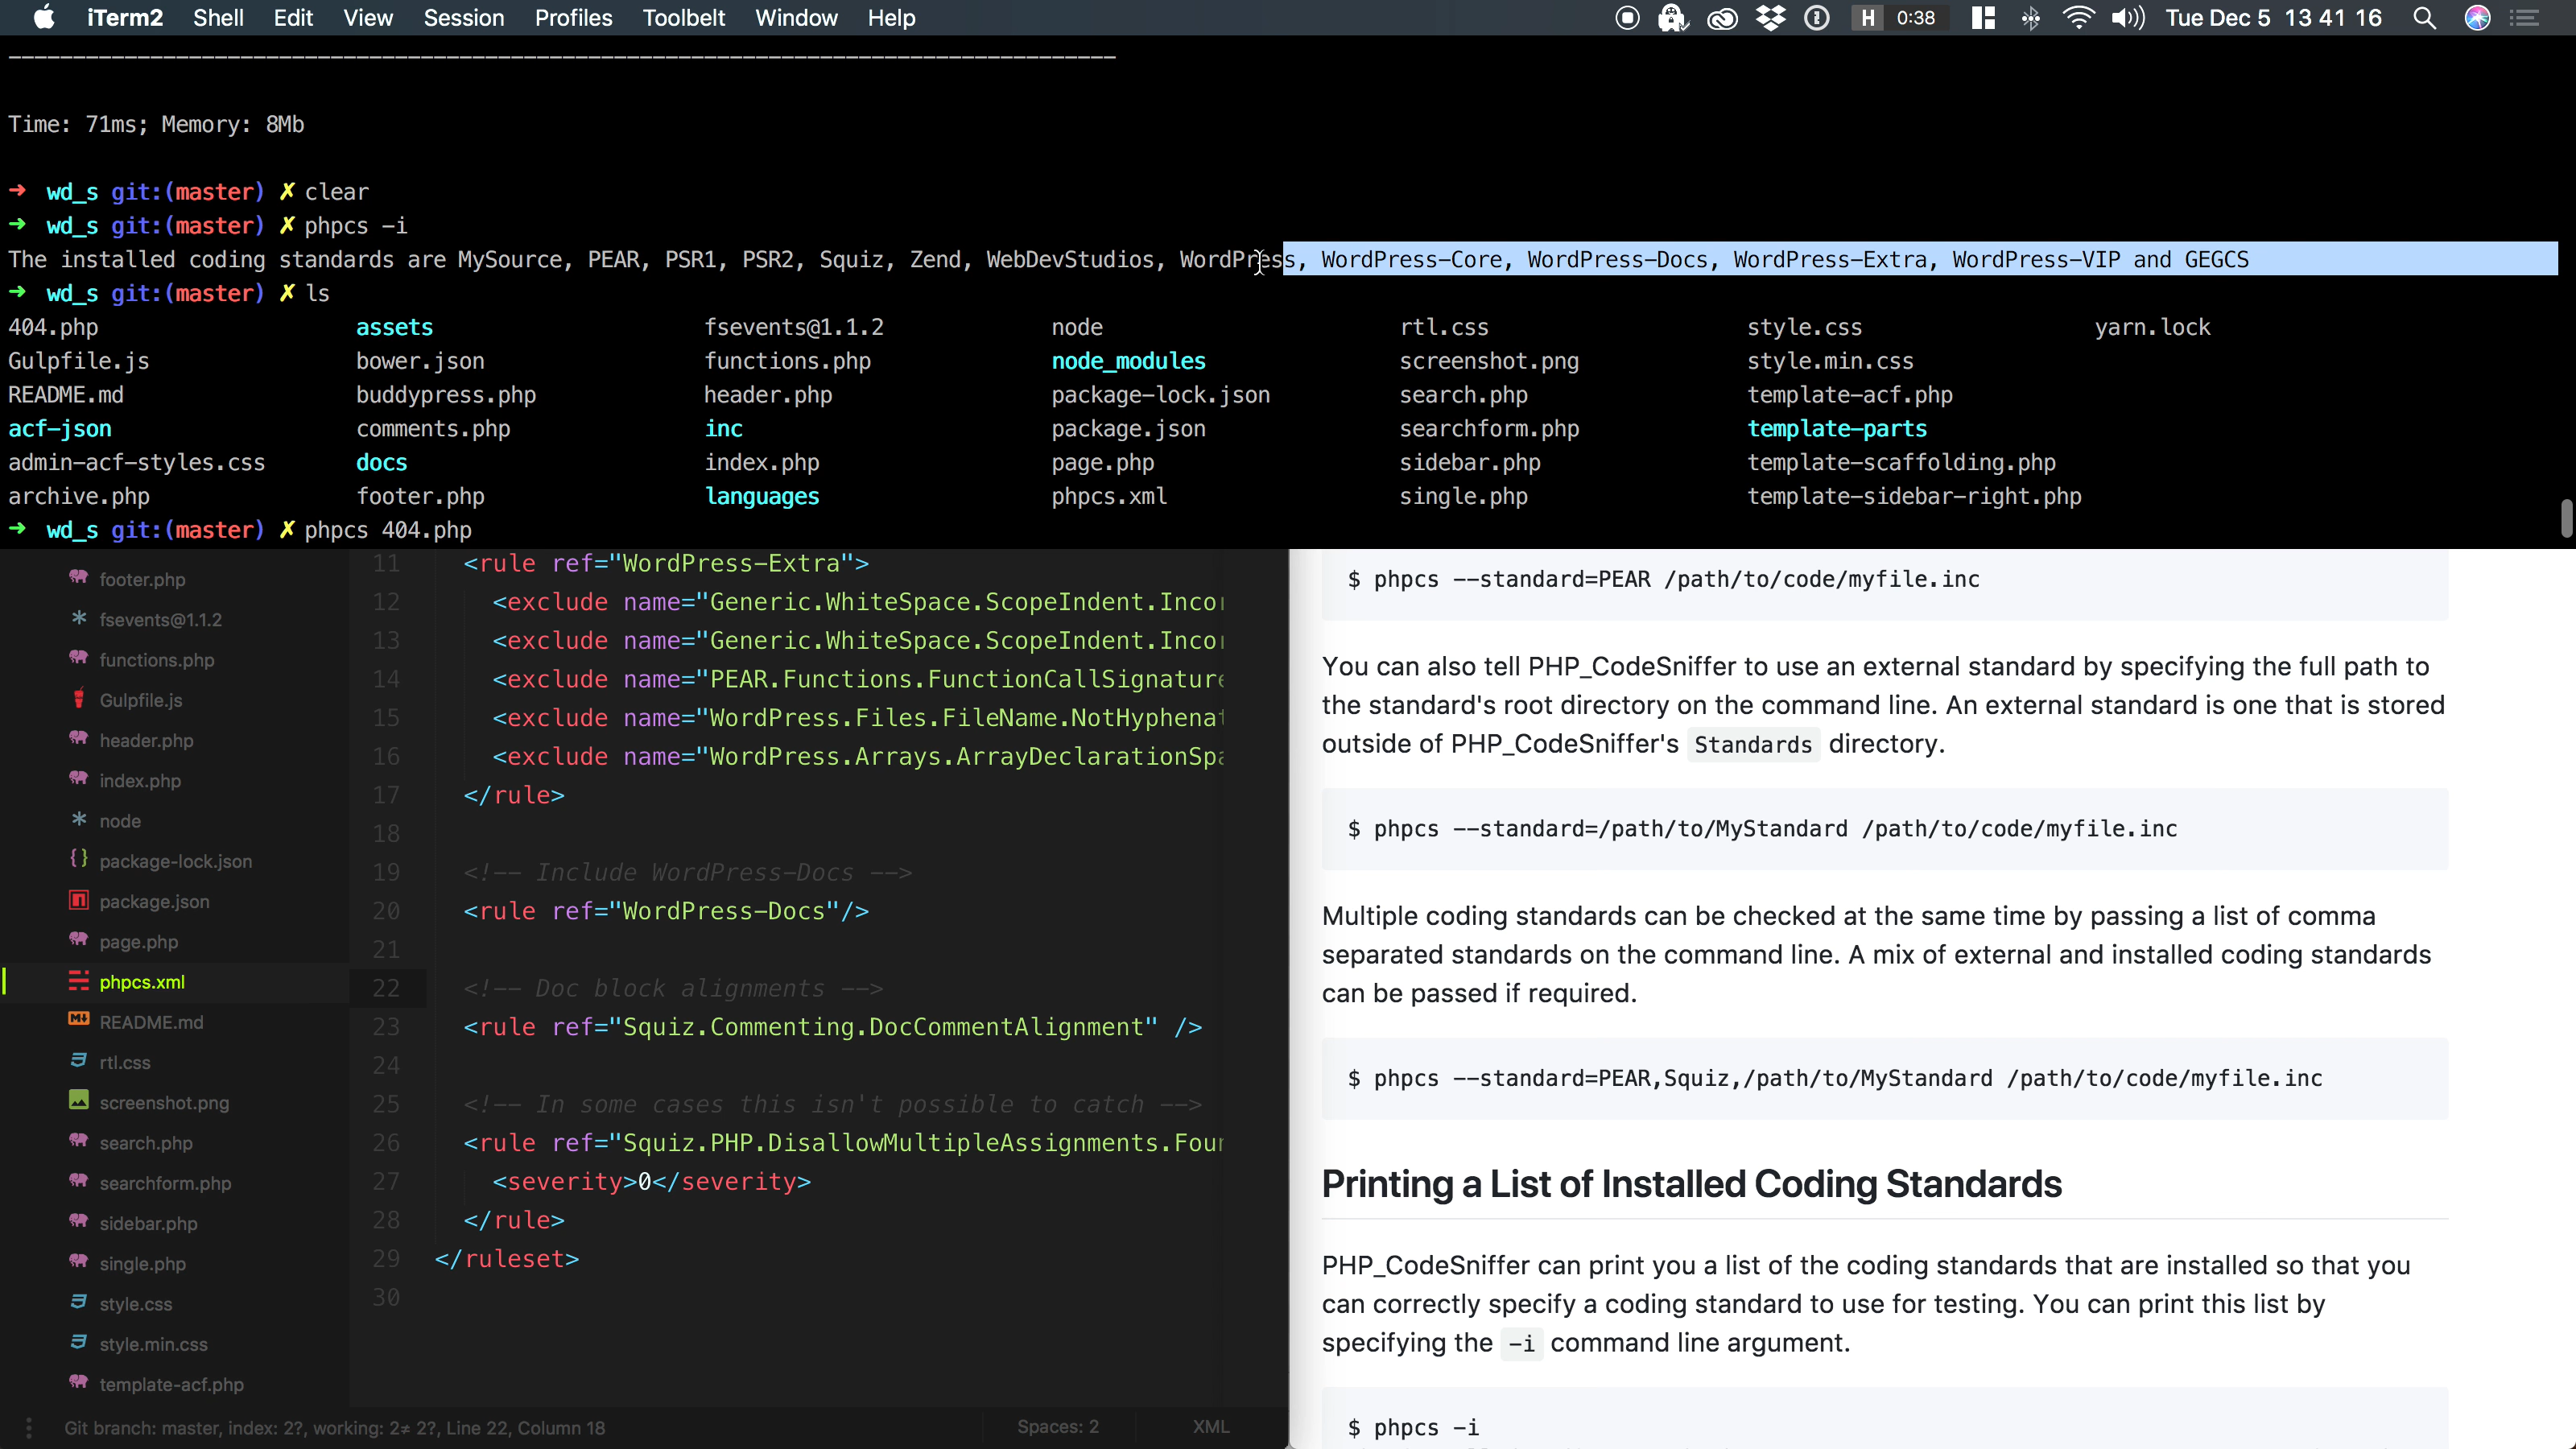 iTerm2 Shell Edit View Session Profiles Toolbelt Window Help H 0:38 Tue Dec 5 13 41 16
--------------------------------------------------------------------------------------
Time: 71ms; Memory: 8Mb
➜ wd_s git:(master) ✗ clear
➜ wd_s git:(master) ✗ phpcs -i
The installed coding standards are MySource, PEAR, PSR1, PSR2, Squiz, Zend, WebDevStudios, WordPress, WordPress-Core, WordPress-Docs, WordPress-Extra, WordPress-VIP and GEGCS
➜ wd_s git:(master) ✗ ls
404.php assets fsevents@1.1.2 node rtl.css style.css yarn.lock
Gulpfile.js bower.json functions.php node_modules screenshot.png style.min.css
README.md buddypress.php header.php package-lock.json search.php template-acf.php
acf-json comments.php inc package.json searchform.php template-parts
admin-acf-styles.css docs index.php page.php sidebar.php template-scaffolding.php
archive.php footer.php languages phpcs.xml single.php template-sidebar-right.php
➜ wd_s git:(master) ✗ phpcs 404.php
footer.php
fsevents@1.1.2
functions.php
Gulpfile.js
header.php
index.php
node
package-lock.json
package.json
page.php
phpcs.xml
README.md
rtl.css
screenshot.png
search.php
searchform.php
sidebar.php
single.php
style.css
style.min.css
template-acf.php
11 <rule ref="WordPress-Extra">
12 <exclude name="Generic.WhiteSpace.ScopeIndent.Incor
13 <exclude name="Generic.WhiteSpace.ScopeIndent.Incor
14 <exclude name="PEAR.Functions.FunctionCallSignature
15 <exclude name="WordPress.Files.FileName.NotHyphenat
16 <exclude name="WordPress.Arrays.ArrayDeclarationSpa
17 </rule>
18
19 <!-- Include WordPress-Docs -->
20 <rule ref="WordPress-Docs"/>
21
22 <!-- Doc block alignments -->
23 <rule ref="Squiz.Commenting.DocCommentAlignment" />
24
25 <!-- In some cases this isn't possible to catch -->
26 <rule ref="Squiz.PHP.DisallowMultipleAssignments.Four
27 <severity>0</severity>
28 </rule>
29 </ruleset>
30
Git branch: master, index: 2?, working: 2≠ 2?, Line 22, Column 18 Spaces: 2 XML
$ phpcs --standard=PEAR /path/to/code/myfile.inc
You can also tell PHP_CodeSniffer to use an external standard by specifying the full path to
the standard's root directory on the command line. An external standard is one that is stored
outside of PHP_CodeSniffer's Standards directory.
$ phpcs --standard=/path/to/MyStandard /path/to/code/myfile.inc
Multiple coding standards can be checked at the same time by passing a list of comma
separated standards on the command line. A mix of external and installed coding standards
can be passed if required.
$ phpcs --standard=PEAR,Squiz,/path/to/MyStandard /path/to/code/myfile.inc
Printing a List of Installed Coding Standards
PHP_CodeSniffer can print you a list of the coding standards that are installed so that you
can correctly specify a coding standard to use for testing. You can print this list by
specifying the -i command line argument.
$ phpcs -i